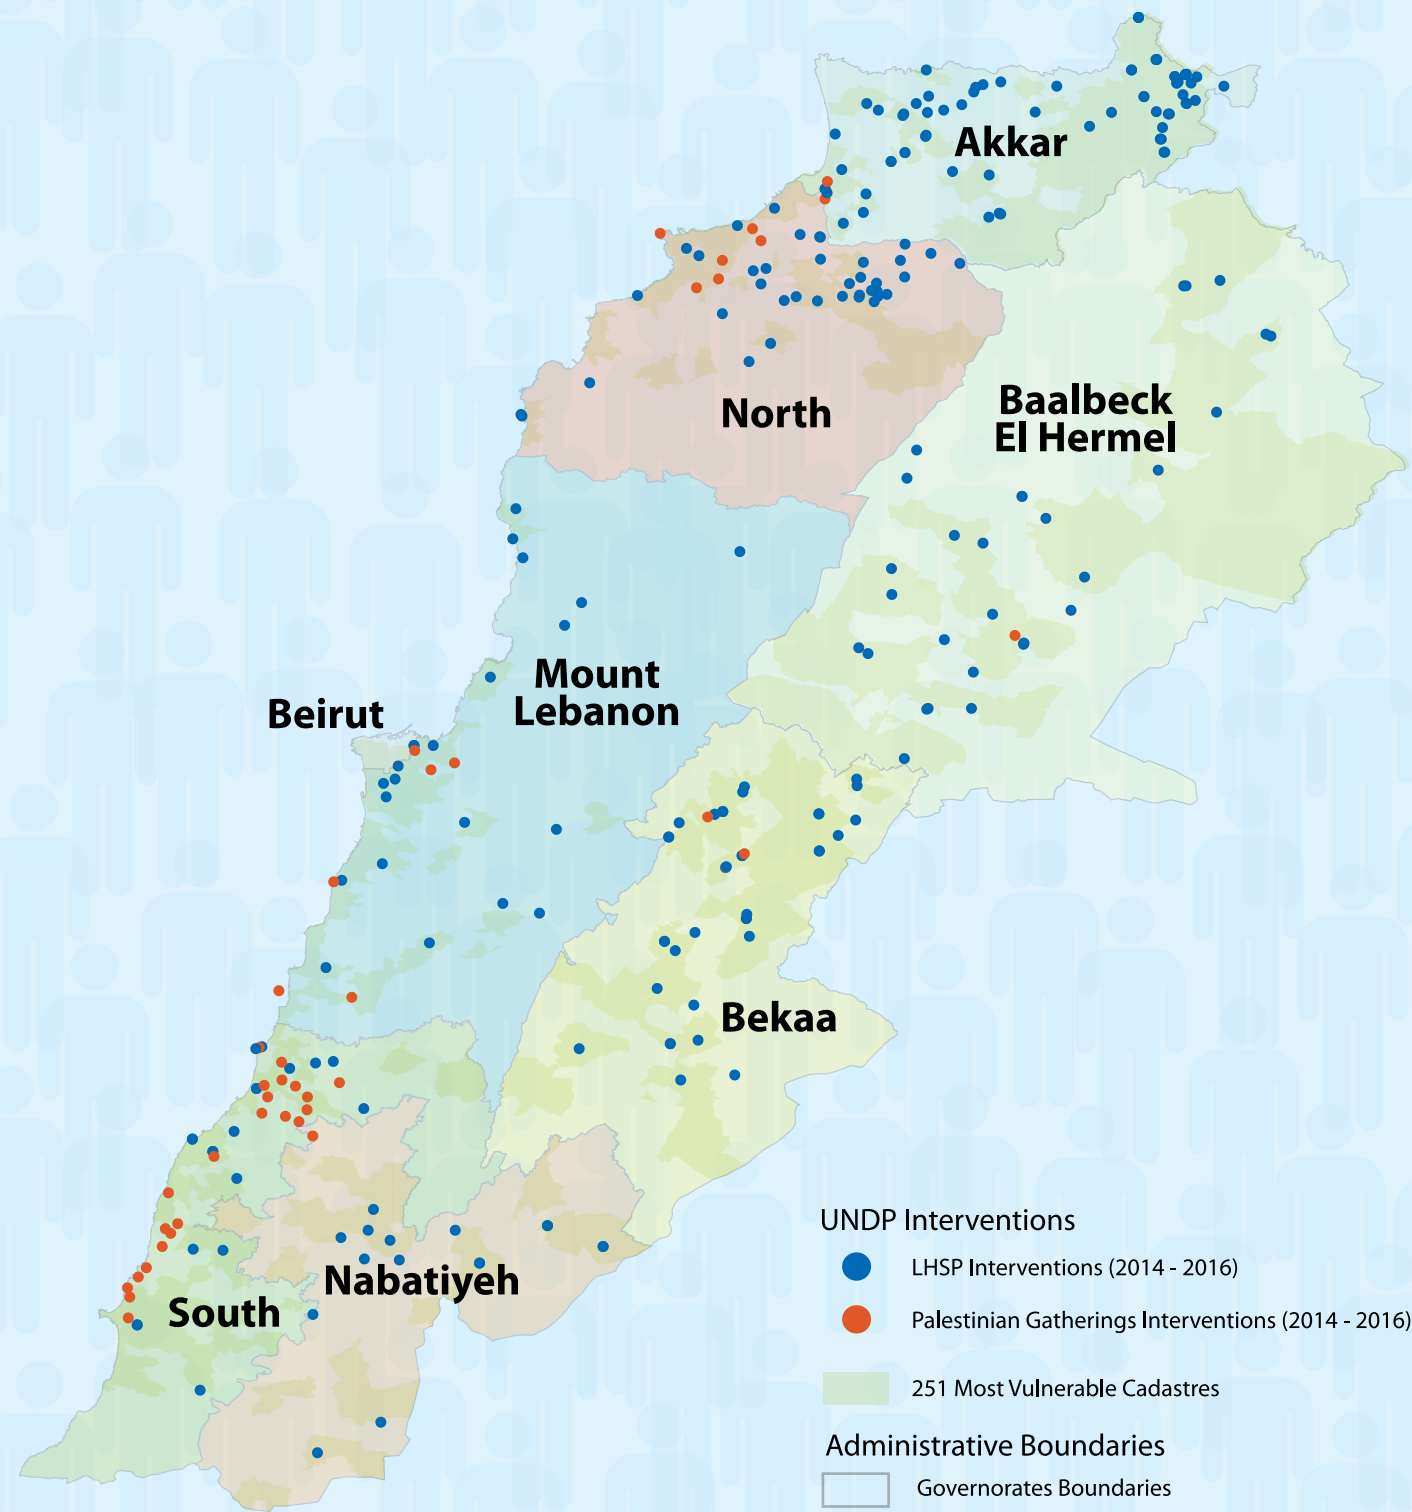 Akkar
North
Baalbeck
El Hermel
Mount
Lebanon
Beirut
Bekaa
Nabatiyeh
South
UNDP Interventions
LHSP Interventions (2014 - 2016)
Palestinian Gatherings Interventions (2014 - 2016)
251 Most Vulnerable Cadastres
Administrative Boundaries
Governorates Boundaries